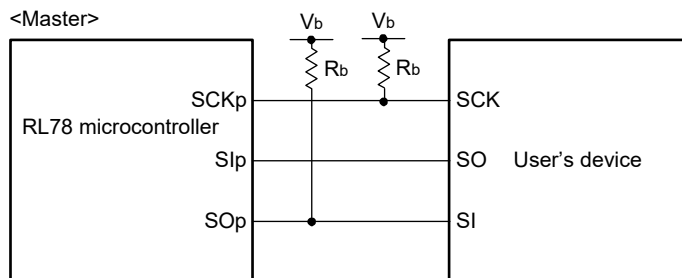 <Master>
Vb Vb
Rb Rb
SCKp SCK
RL78 microcontroller
SIp SO User's device
SOp SI